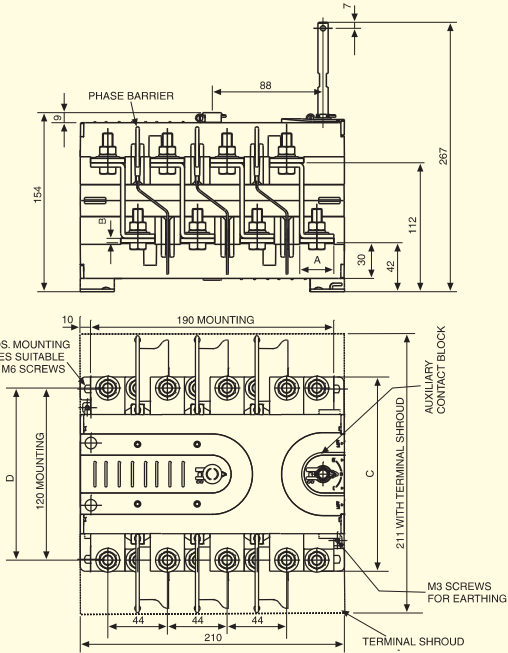 7
88
PHASE BARRIER
9
154
267
112
B
A
30
42
10
190 MOUNTING
OS. MOUNTING
ES SUITABLE
M6 SCREWS
AUXILIARY
CONTACT BLOCK
D
120 MOUNTING
C
211 WITH TERMINAL SHROUD
M3 SCREWS
FOR EARTHING
44
44
44
210
TERMINAL SHROUD